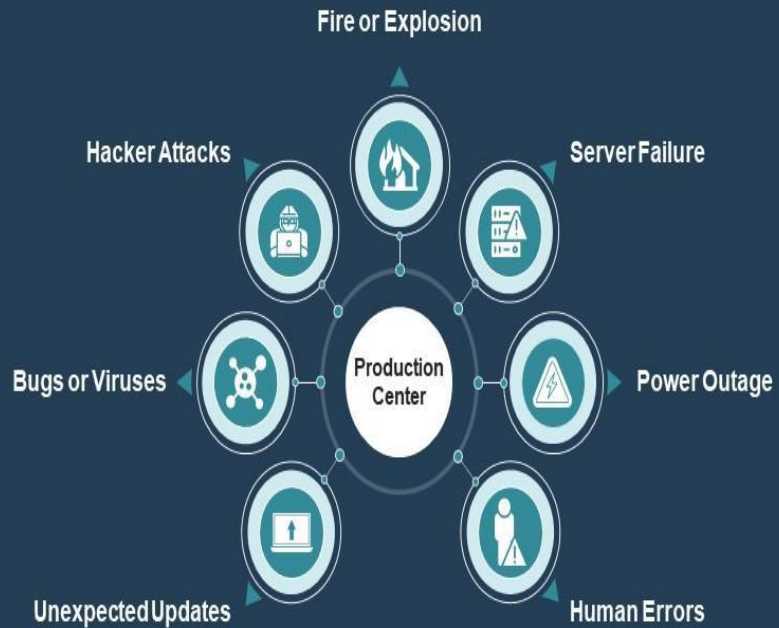 Fire or Explosion
Hacker Attacks
Server Failure
Bugs or Viruses
Production
Center
Power Outage
Unexpected Updates
Human Errors